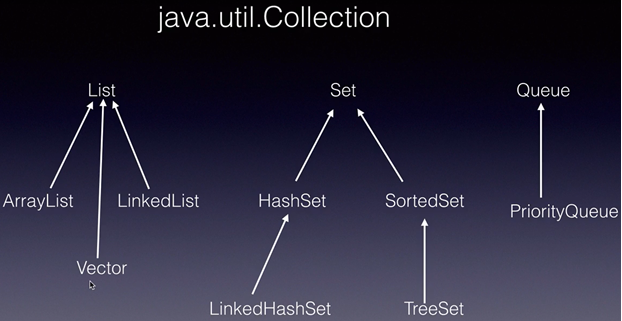 java.util.Collection
List
Set
Queue
ArrayList
LinkedList
HashSet
SortedSet
PriorityQueue
Vector
LinkedHashSet
TreeSet